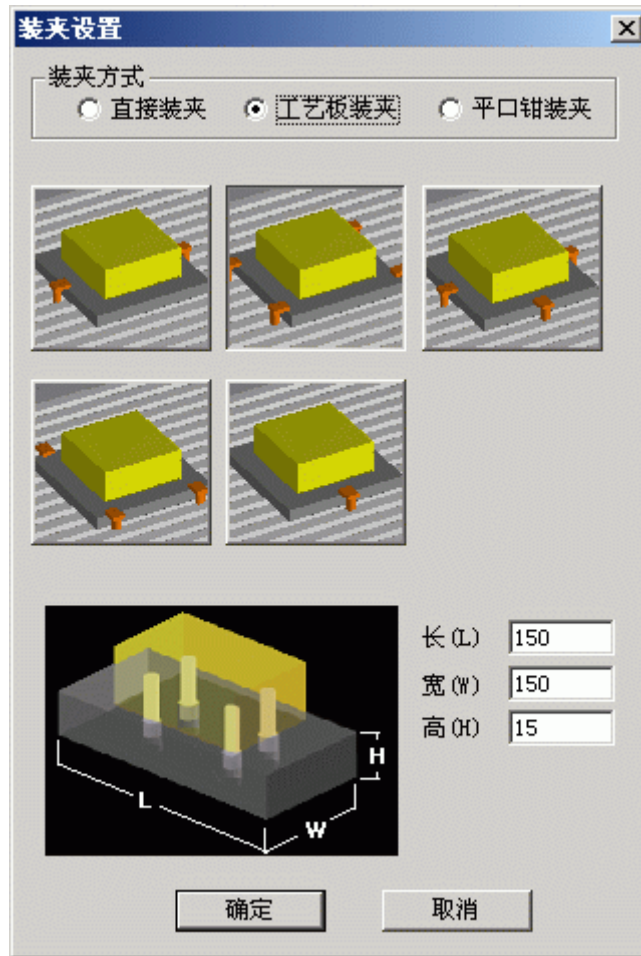 装夹设置
装夹方式
直接装夹 工艺板装夹 平口钳装夹
长(L) 150
宽(W) 150
高(H) 15
H
L
W
确定 取消